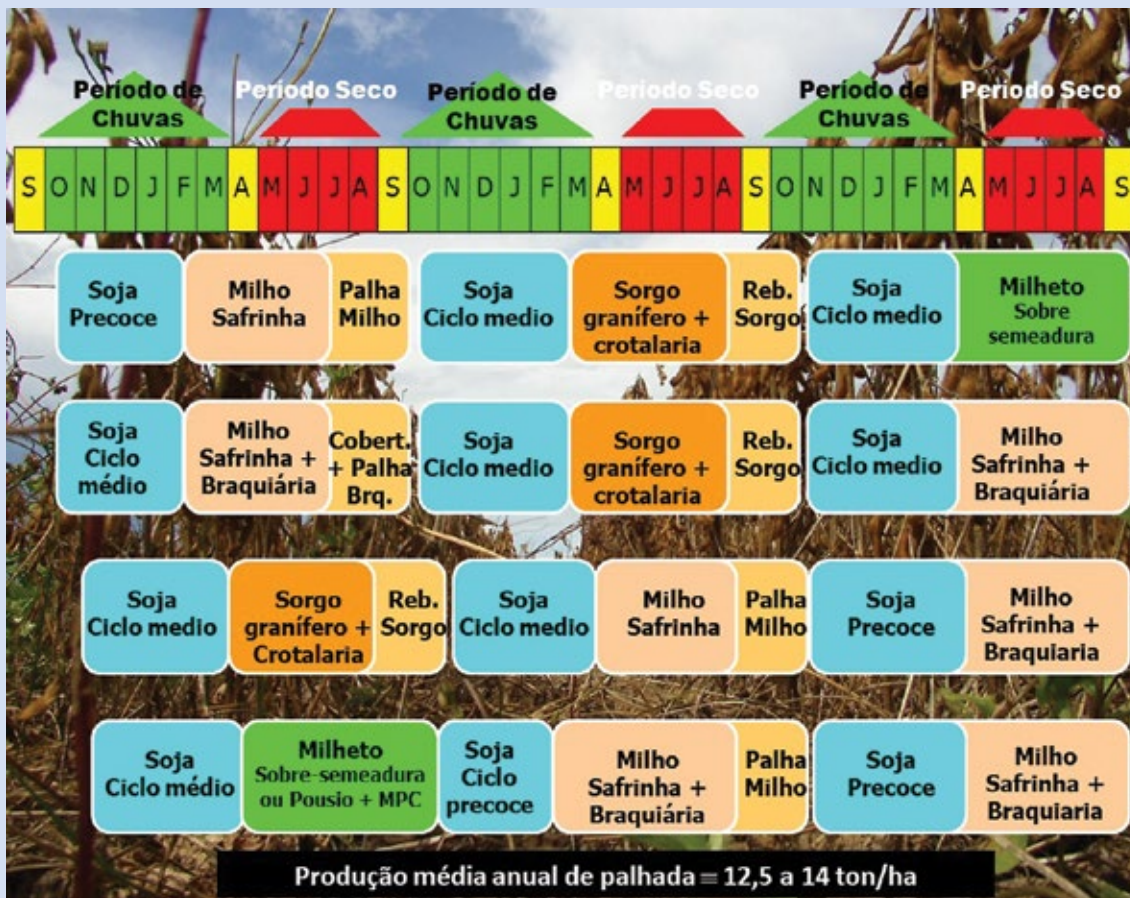 Período de
Chuvas
Período Seco
Período de
Chuvas
Período Seco
Período de
Chuvas
Período Seco
S O N D J F M A M J J A S O N D J F M A M J J A S O N D J F M A M J J A S
Soja
Precoce
Milho
Safrinha
Palha
Milho
Soja
Ciclo medio
Sorgo
granífero +
crotalaria
Reb.
Sorgo
Soja
Ciclo medio
Milheto
Sobre
semeadura
Soja
Ciclo
médio
Milho
Safrinha +
Braquiária
Cobert.
+ Palha
Brq.
Soja
Ciclo medio
Sorgo
granífero +
crotalaria
Reb.
Sorgo
Soja
Ciclo medio
Milho
Safrinha +
Braquiária
Soja
Ciclo medio
Sorgo
granífero +
Crotalaria
Reb.
Sorgo
Soja
Ciclo medio
Milho
Safrinha
Palha
Milho
Soja
Precoce
Milho
Safrinha +
Braquiaria
Soja
Ciclo médio
Milheto
Sobre-semeadura
ou Pousio + MPC
Soja
Ciclo
precoce
Milho
Safrinha +
Braquiária
Palha
Milho
Soja
Precoce
Milho
Safrinha +
Braquiaria
Produção média anual de palhada ≡ 12,5 a 14 ton/ha